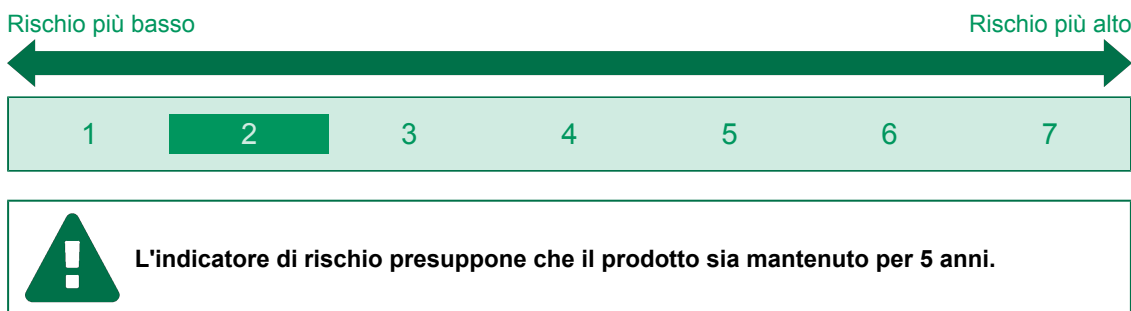 Rischio più basso Rischio più alto
1 2 3 4 5 6 7
L'indicatore di rischio presuppone che il prodotto sia mantenuto per 5 anni.